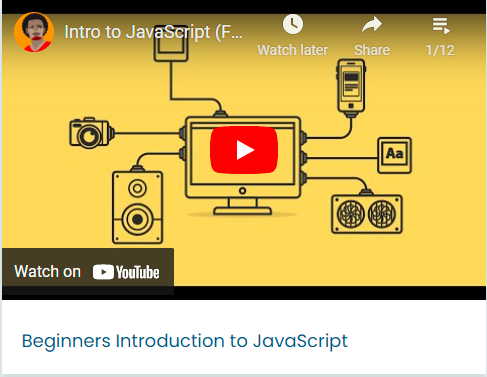 Intro to JavaScript (F...
Watch later
Share
1/12
Aa
Watch on YouTube
Beginners Introduction to JavaScript